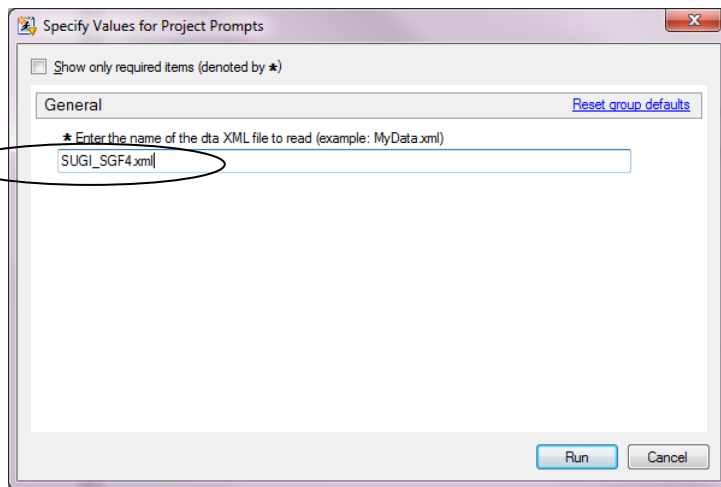 Specify Values for Project Prompts
Show only required items (denoted by *)
General Reset group defaults
* Enter the name of the dta XML file to read (example: MyData.xml)
SUGI_SGF4.xml
Run Cancel